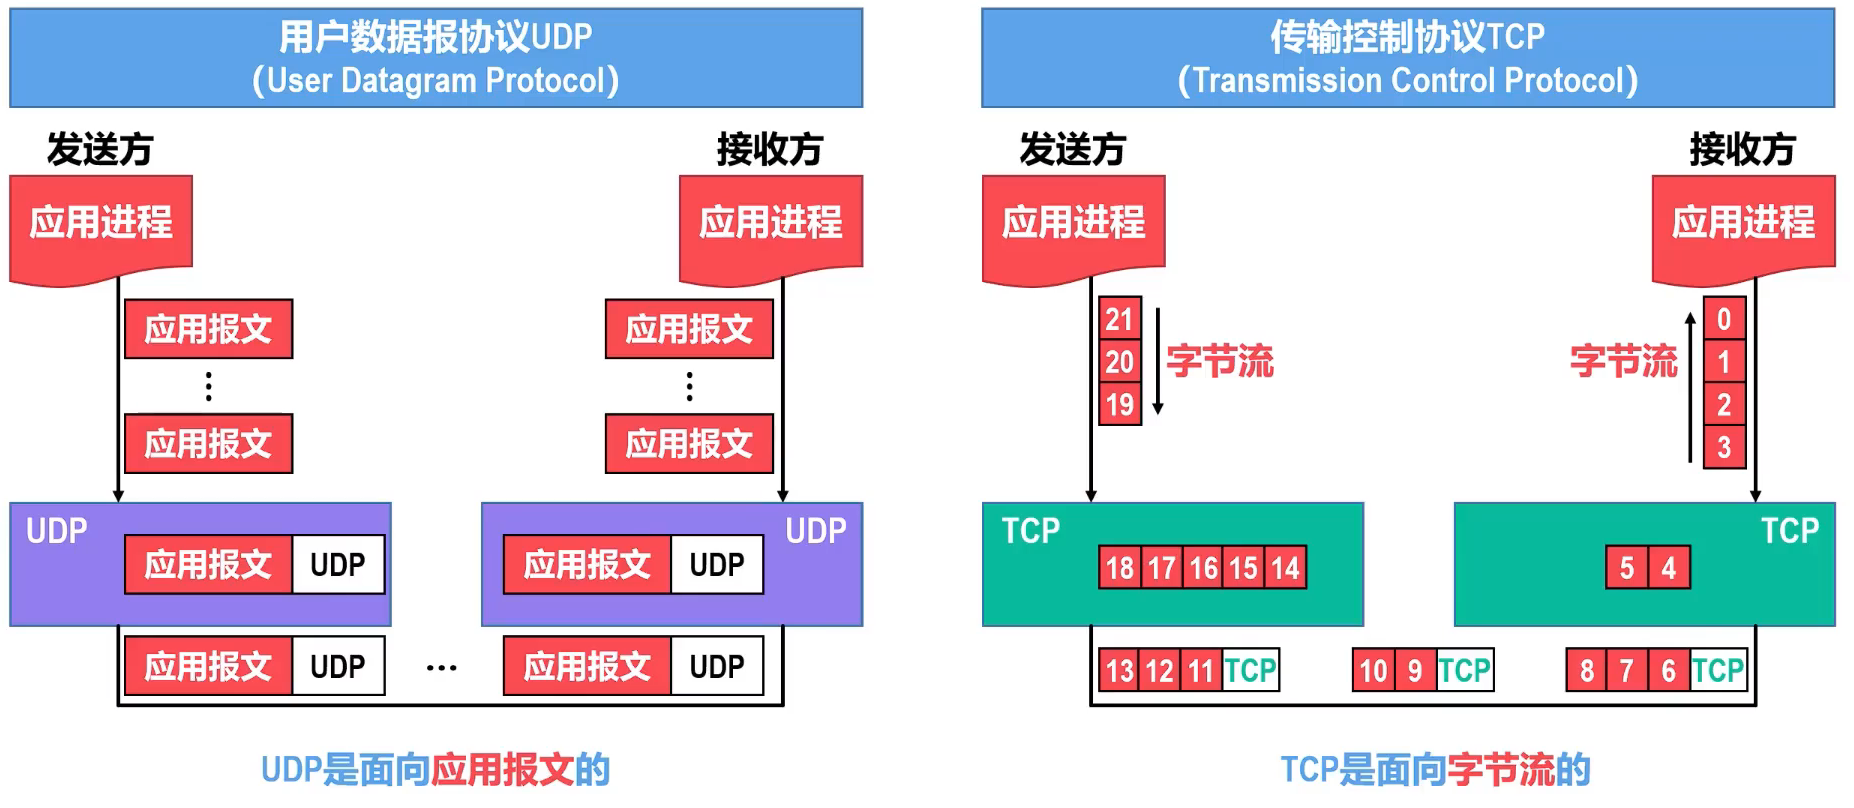 用户数据报协议UDP
(User Datagram Protocol)
发送方
接收方
应用进程
应用进程
应用报文
应用报文
⋮
⋮
应用报文
应用报文
UDP
应用报文 UDP
UDP
应用报文 UDP
应用报文 UDP
…
应用报文 UDP
UDP是面向应用报文的
传输控制协议TCP
(Transmission Control Protocol)
发送方
接收方
应用进程
应用进程
21
20
19
字节流
字节流
0
1
2
3
TCP
18 17 16 15 14
TCP
5 4
13 12 11 TCP
10 9 TCP
8 7 6 TCP
TCP是面向字节流的